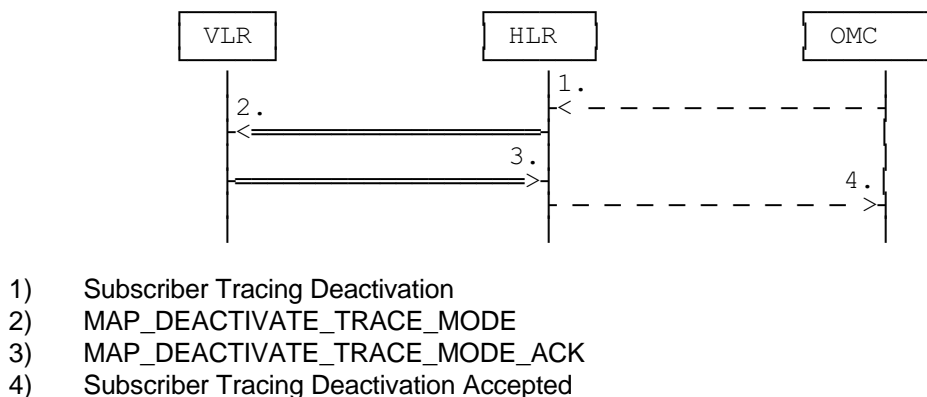 VLR HLR OMC
1.
2.
3.
4.
1) Subscriber Tracing Deactivation
2) MAP_DEACTIVATE_TRACE_MODE
3) MAP_DEACTIVATE_TRACE_MODE_ACK
4) Subscriber Tracing Deactivation Accepted